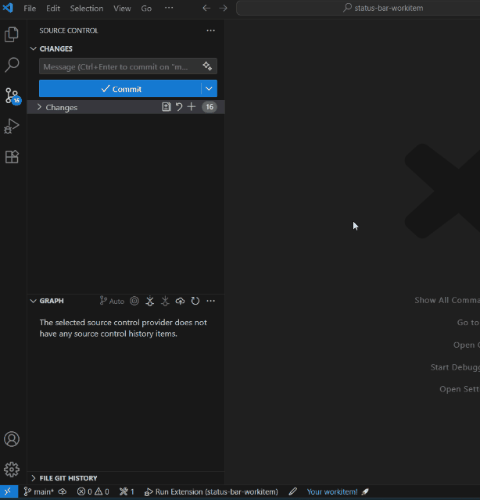 File Edit Selection View Go ··· status-bar-workitem
SOURCE CONTROL ···
CHANGES
Message (Ctrl+Enter to commit on "m...
Commit
Changes 16
16
GRAPH Auto ···
The selected source control provider does not
have any source control history items.
Show All Comma
Go to
Open
Start Debugg
Open Sett
FILE GIT HISTORY
main* 0 0 1 Run Extension (status-bar-workitem) Your workitem!